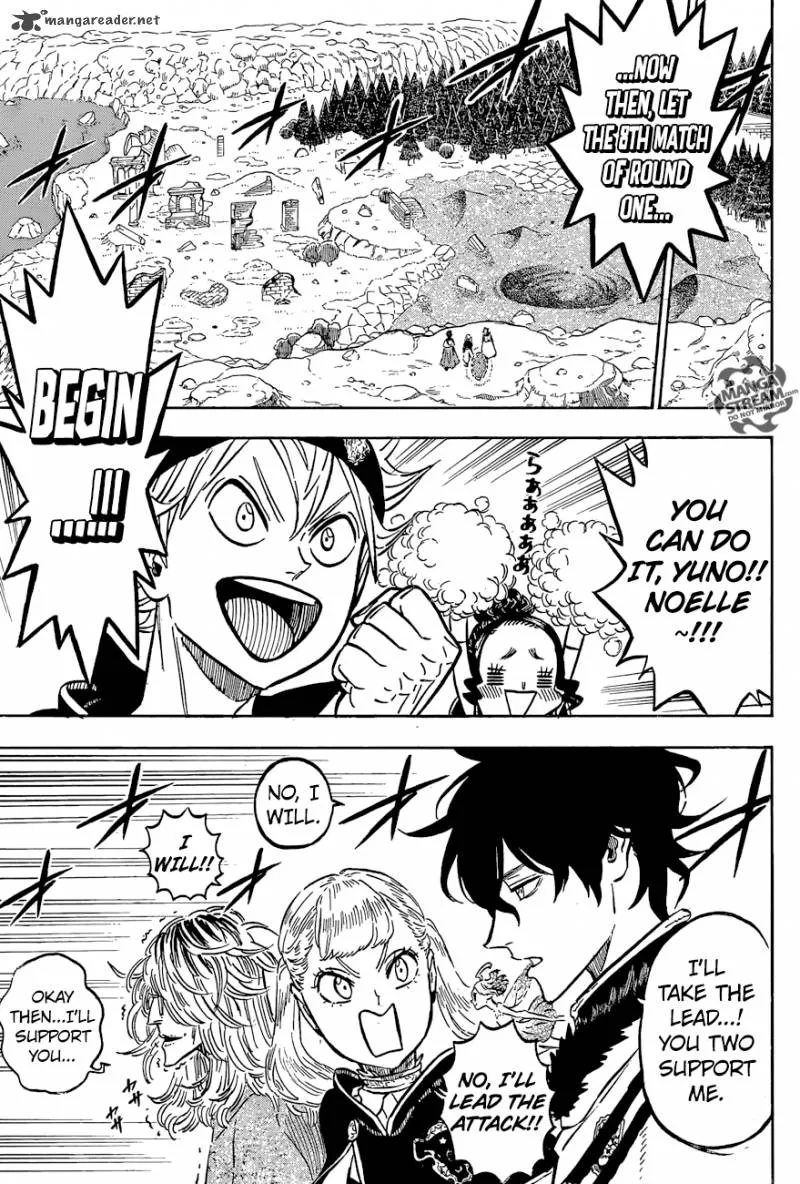 mangareader.net
...NOW
THEN, LET
THE 8TH MATCH
OF ROUND
ONE...
BEGIN
......!!!
MANGA
STREAM.com
DO NOT MIRROR
YOU
CAN DO
IT, YUNO!!
NOELLE
~!!!
らぁぁぁぁぁ
I'LL
TAKE THE
LEAD...!
YOU TWO
SUPPORT
ME.
NO, I'LL
LEAD THE
ATTACK!!
NO, I
WILL.
I
WILL!!
OKAY
THEN...I'LL
SUPPORT
YOU...